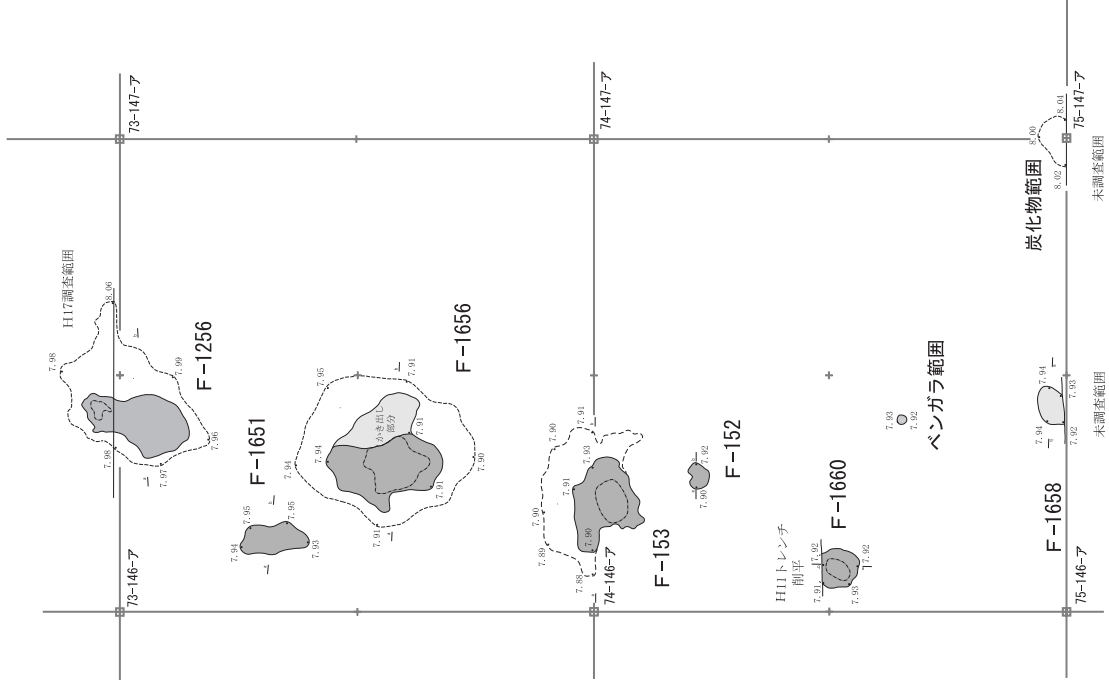 73-147-ア
74-147-ア
75-147-ア
8.00
8.04
8.02
炭化物範囲
未調査範囲
H17調査範囲
8.06
7.98
7.99
F-1256
7.98
7.97
7.96
F-1651
7.95
7.95
7.94
7.93
F-1656
7.95
7.91
かき出し
部分
7.94
7.91
7.94
7.91
7.90
7.91
7.91
7.90
7.93
7.91
7.90
7.90
7.89
7.88
F-153
F-152
7.92
7.90
ベンガラ範囲
7.93
7.92
F-1660
H11トレンチ
削平
7.92
7.91
7.92
7.93
F-1658
7.94
7.93
7.94
7.92
未調査範囲
73-146-ア
74-146-ア
75-146-ア